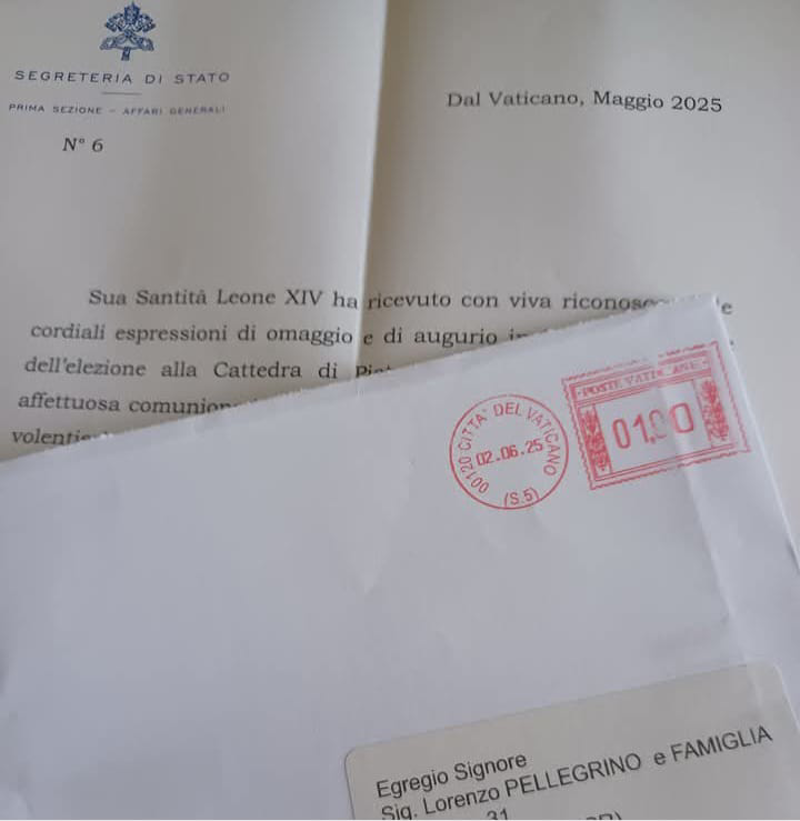 SEGRETERIA DI STATO
PRIMA SEZIONE - AFFARI GENERALI
N° 6
Dal Vaticano, Maggio 2025
Sua Santità Leone XIV ha ricevuto con viva
cordiali espressioni di omaggio e di augurio
dell'elezione alla Cattedra di
affettuosa
POSTE VATICANE
01,00
00120 CITTA' DEL VATICANO
02.06.25
(S.5)
Egregio Signore
Sig. Lorenzo PELLEGRINO e FAMIGLIA
31